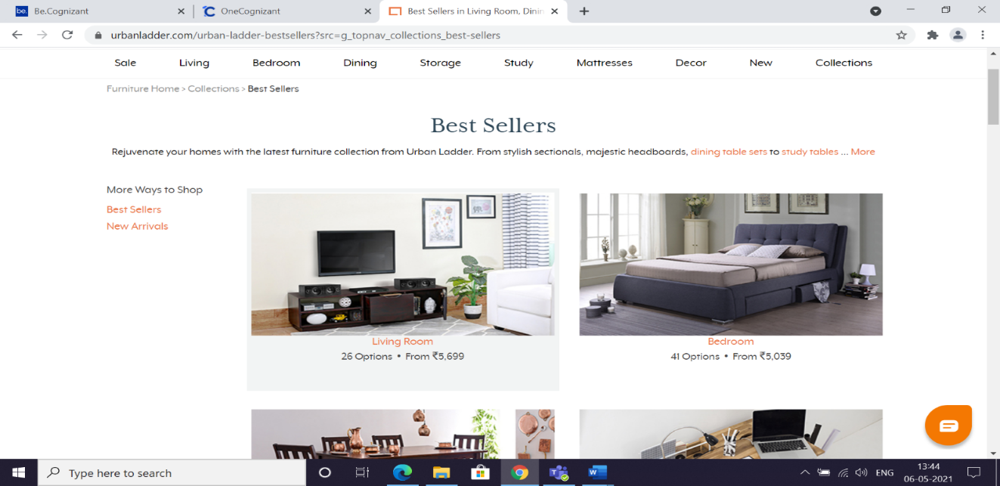 be. Be.Cognizant
OneCognizant
Best Sellers in Living Room, Dinin
urbanladder.com/urban-ladder-bestsellers?src=g_topnav_collections_best-sellers
Sale Living Bedroom Dining Storage Study Mattresses Decor New Collections
Furniture Home > Collections > Best Sellers
Best Sellers
Rejuvenate your homes with the latest furniture collection from Urban Ladder. From stylish sectionals, majestic headboards, dining table sets to study tables ... More
More Ways to Shop
Best Sellers
New Arrivals
Living Room
26 Options • From ₹5,699
Bedroom
41 Options • From ₹5,039
Type here to search
ENG
13:44
06-05-2021